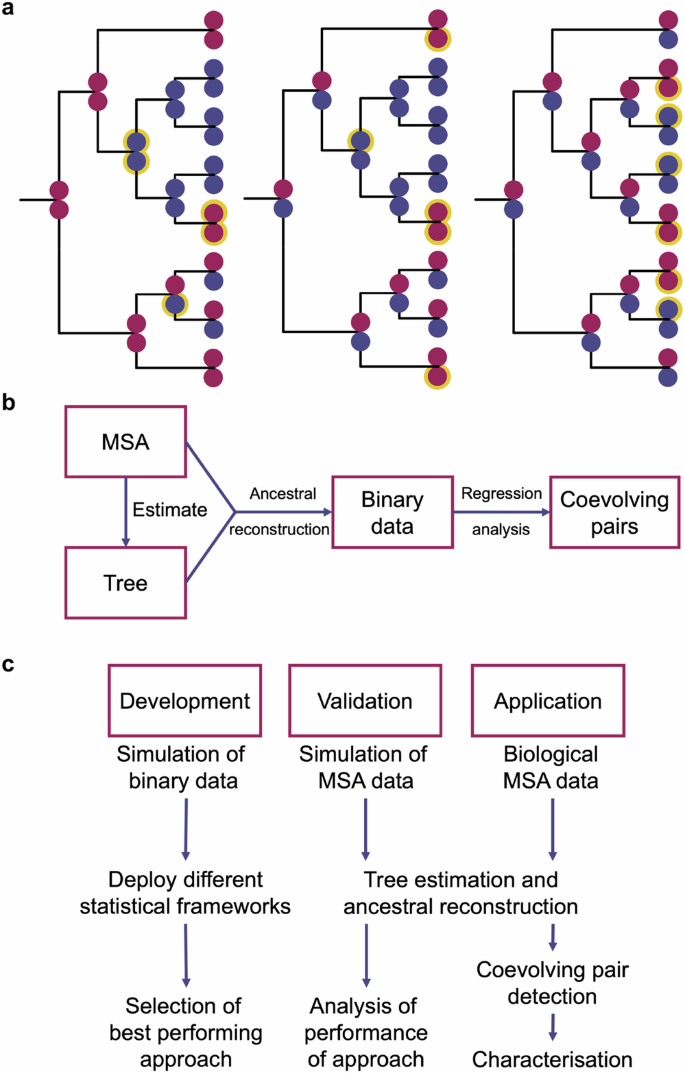 a
b
MSA
Estimate
Tree
Ancestral
reconstruction
Binary
data
Regression
analysis
Coevolving
pairs
c
Development
Validation
Application
Simulation of
binary data
Simulation of
MSA data
Biological
MSA data
Deploy different
statistical frameworks
Tree estimation and
ancestral reconstruction
Coevolving pair
detection
Selection of
best performing
approach
Analysis of
performance
of approach
Characterisation